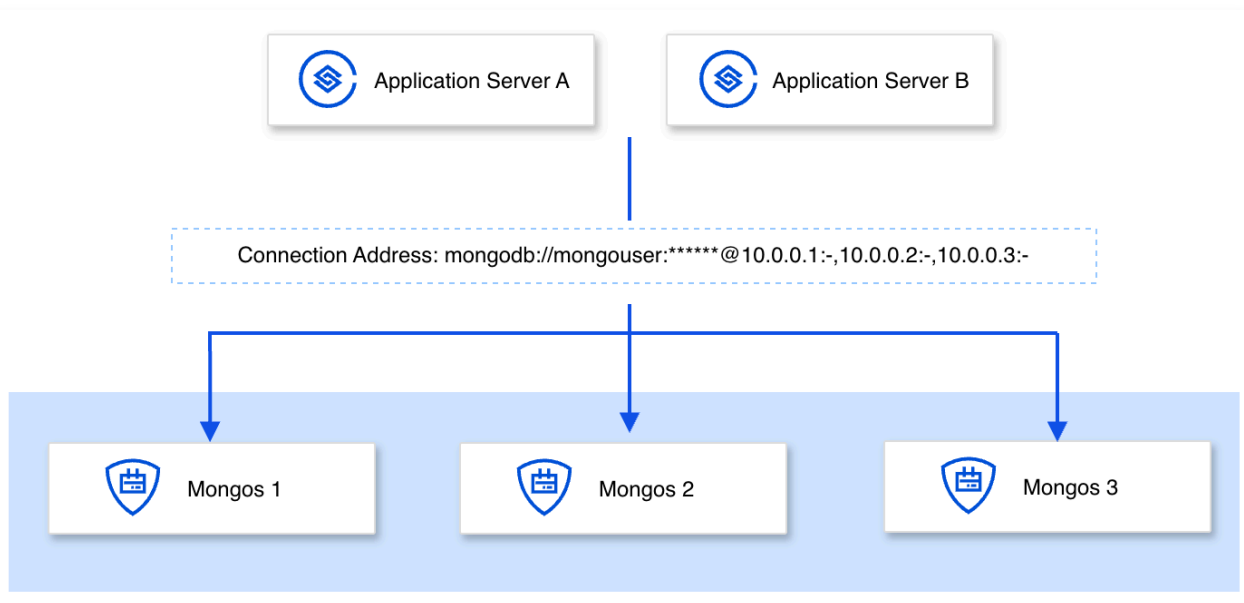 Application Server A
Application Server B
Connection Address: mongodb://mongouser:******@10.0.0.1:-,10.0.0.2:-,10.0.0.3:-
Mongos 1
Mongos 2
Mongos 3